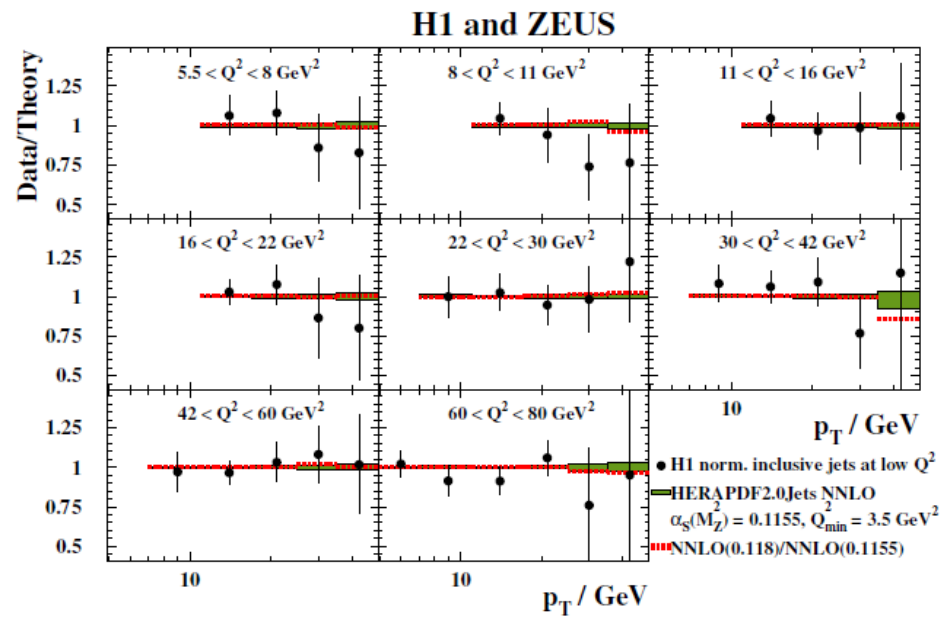 H1 and ZEUS
Data/Theory
5.5 < Q² < 8 GeV²
8 < Q² < 11 GeV²
11 < Q² < 16 GeV²
1.25
1
0.75
0.5
16 < Q² < 22 GeV²
22 < Q² < 30 GeV²
30 < Q² < 42 GeV²
1.25
1
0.75
0.5
42 < Q² < 60 GeV²
60 < Q² < 80 GeV²
10
p_T / GeV
1.25
1
0.75
0.5
H1 norm. inclusive jets at low Q²
HERAPDF2.0Jets NNLO
α_S(M_Z²) = 0.1155, Q²_min = 3.5 GeV²
NNLO(0.118)/NNLO(0.1155)
10
10
p_T / GeV